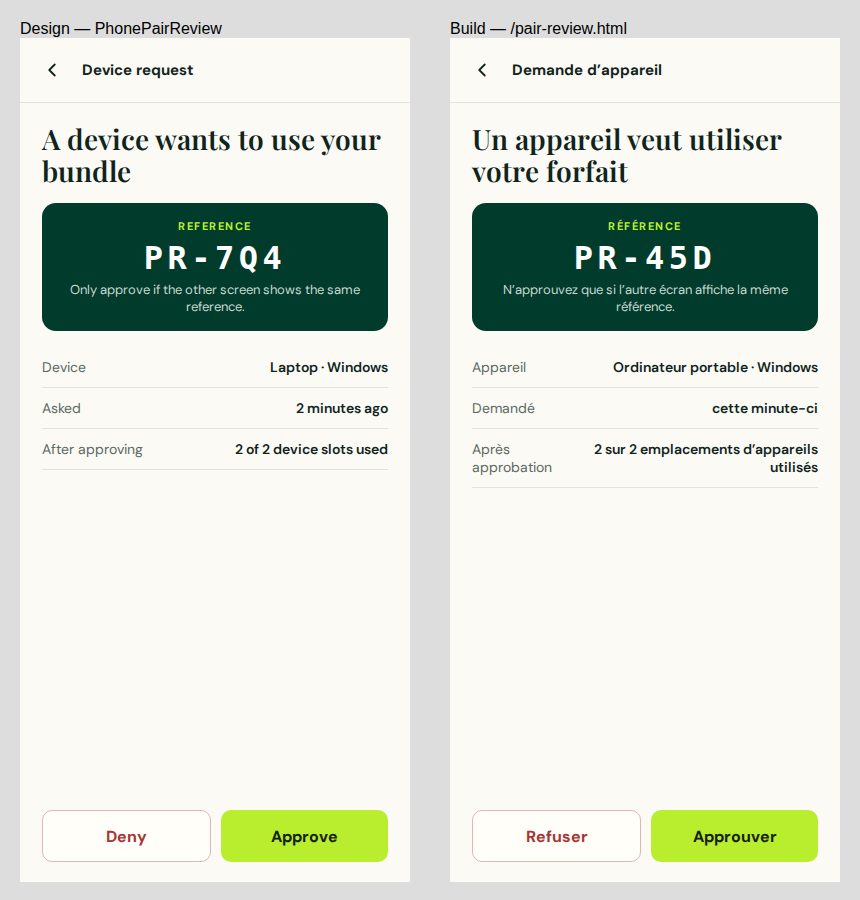 Design — PhonePairReview
Device request
A device wants to use your
bundle
REFERENCE
PR-7Q4
Only approve if the other screen shows the same
reference.
Device Laptop · Windows
Asked 2 minutes ago
After approving 2 of 2 device slots used
Deny Approve
Build — /pair-review.html
Demande d’appareil
Un appareil veut utiliser
votre forfait
RÉFÉRENCE
PR-45D
N’approuvez que si l’autre écran affiche la même
référence.
Appareil Ordinateur portable · Windows
Demandé cette minute-ci
Après 2 sur 2 emplacements d’appareils
approbation utilisés
Refuser Approuver